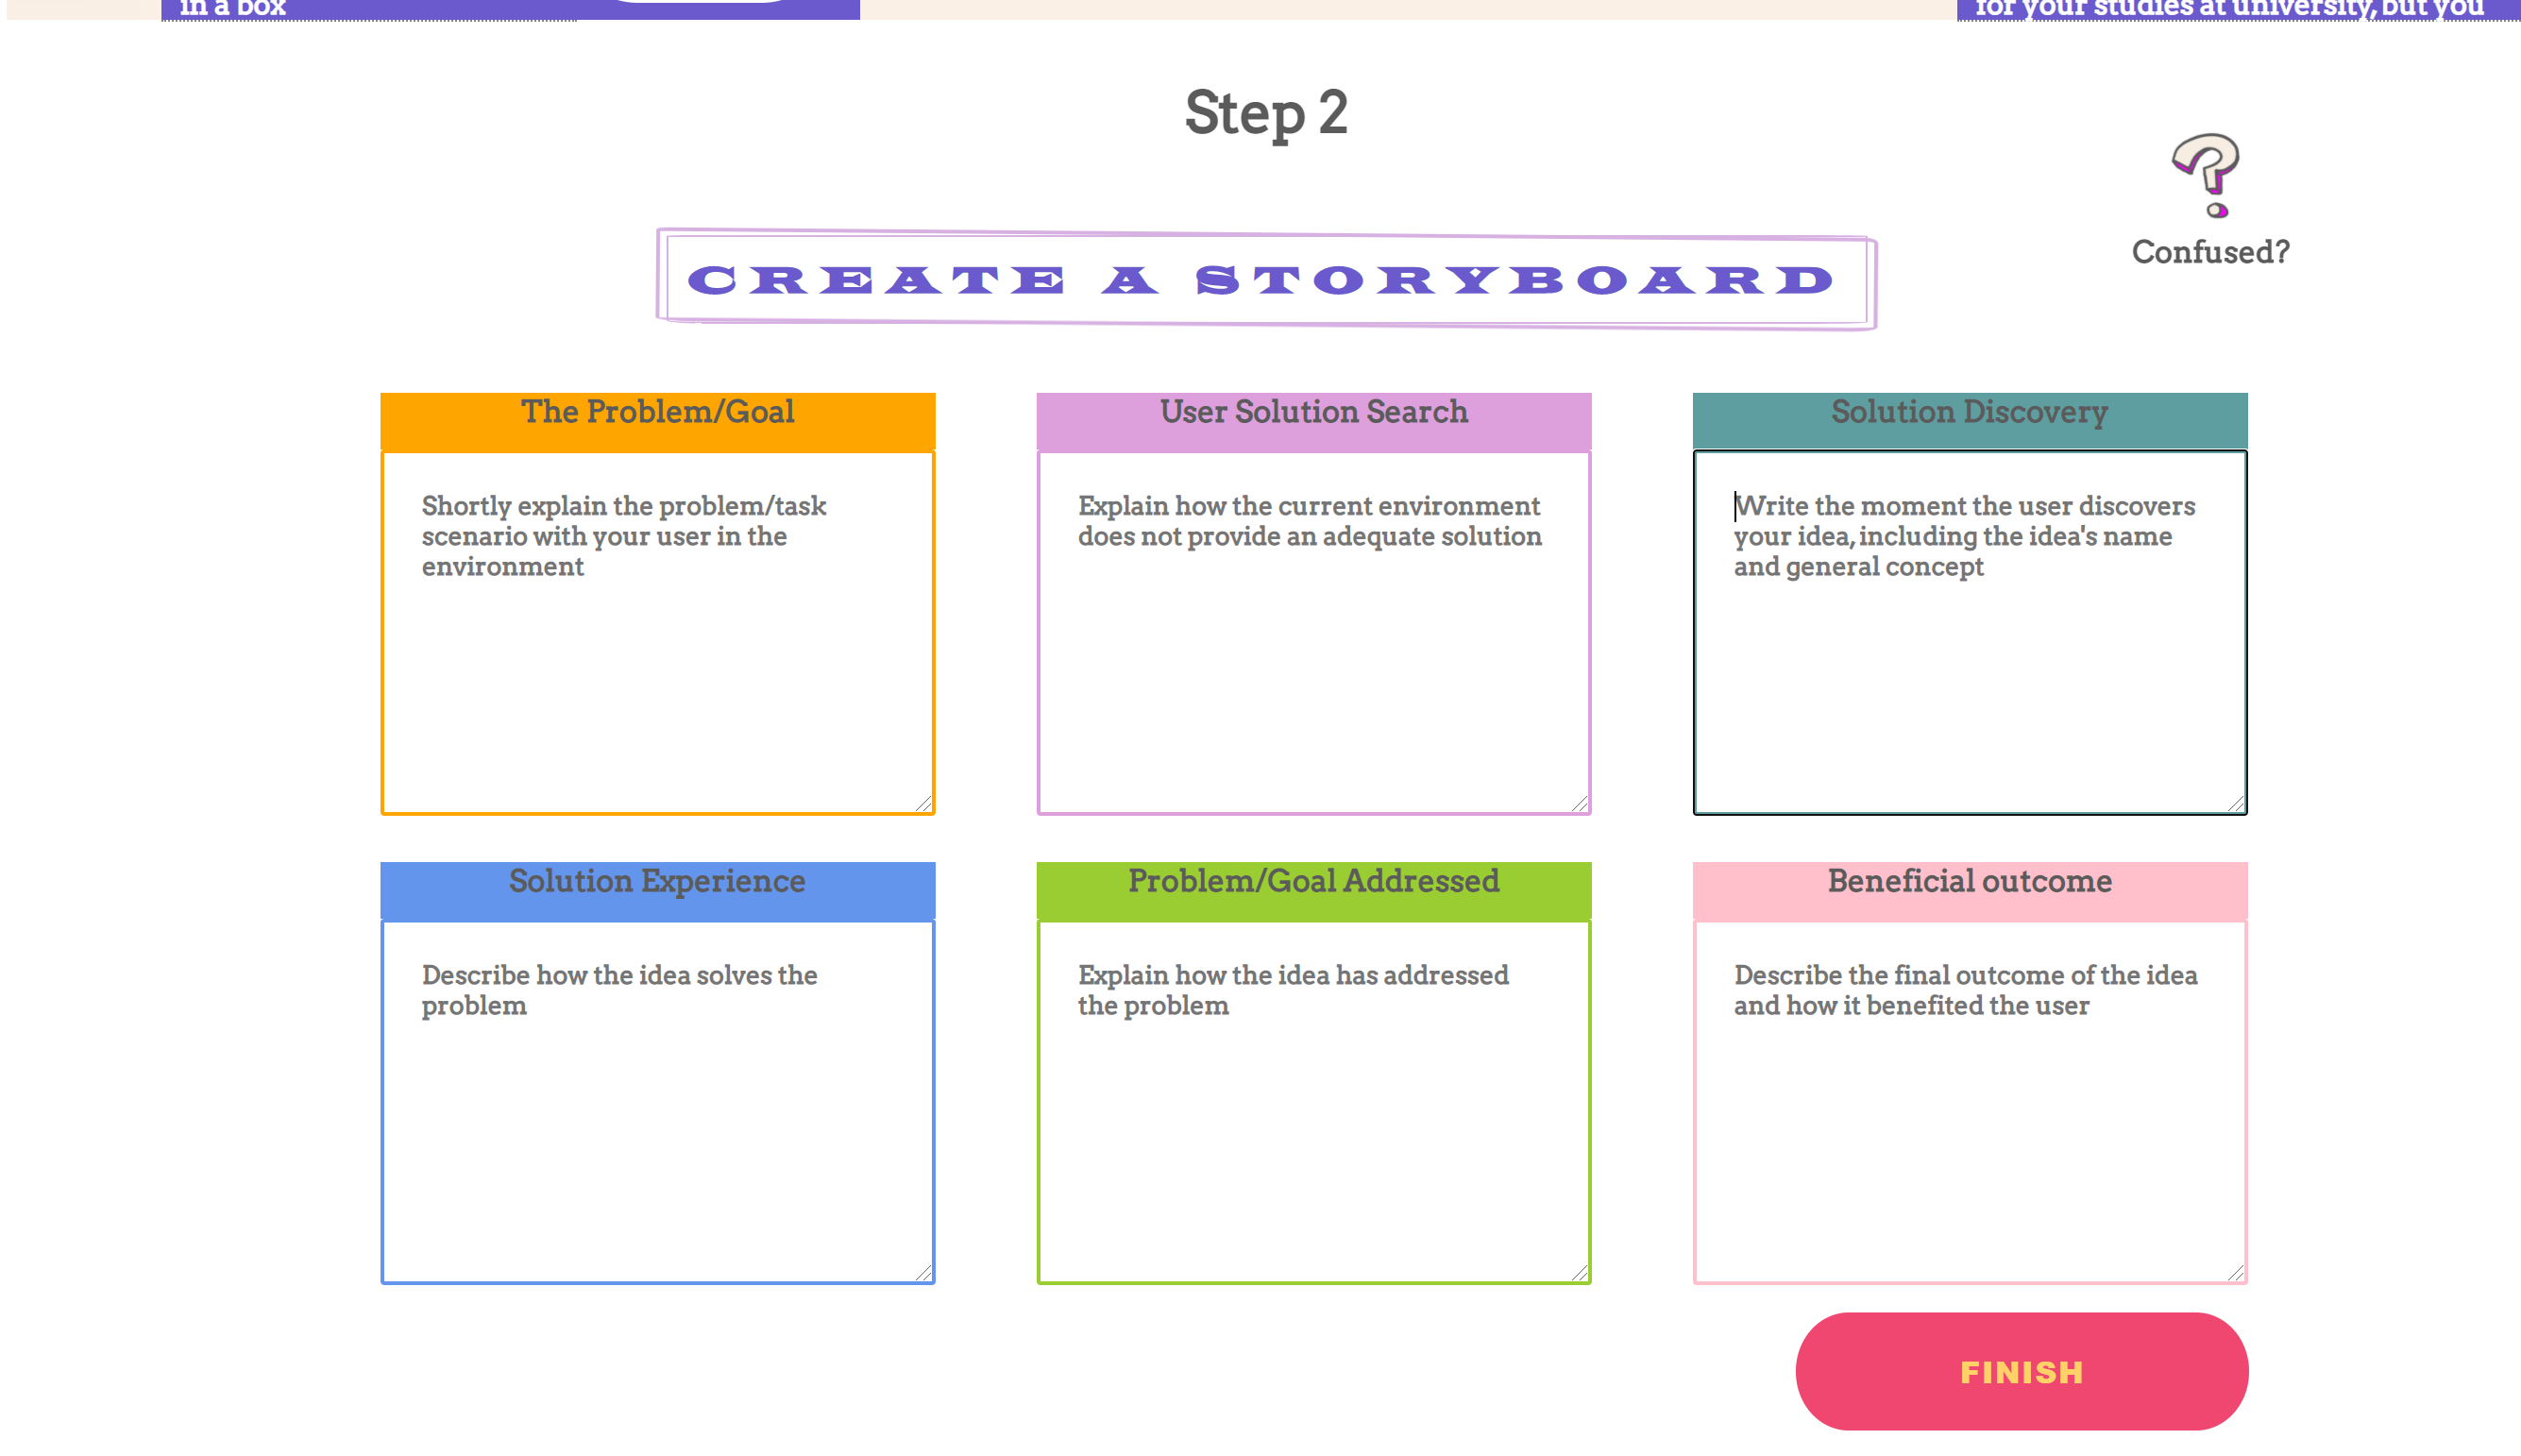 in a box
for your studies at university, but you
Step 2
Confused?
CREATE A STORYBOARD
The Problem/Goal
Shortly explain the problem/task
scenario with your user in the
environment
User Solution Search
Explain how the current environment
does not provide an adequate solution
Solution Discovery
Write the moment the user discovers
your idea, including the idea's name
and general concept
Solution Experience
Describe how the idea solves the
problem
Problem/Goal Addressed
Explain how the idea has addressed
the problem
Beneficial outcome
Describe the final outcome of the idea
and how it benefited the user
FINISH